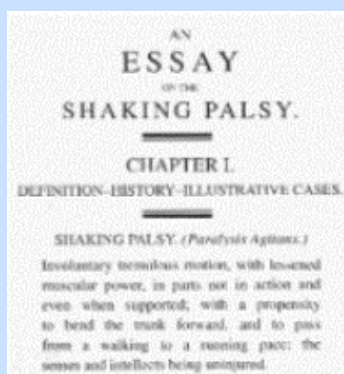 AN
ESSAY
ON THE
SHAKING PALSY.
CHAPTER I.
DEFINITION–HISTORY–ILLUSTRATIVE CASES.
SHAKING PALSY. (Paralysis Agitans.)
Involuntary tremulous motion, with lessened
muscular power, in parts not in action and
even when supported; with a propensity
to bend the trunk forward, and to pass
from a walking to a running pace: the
senses and intellects being uninjured.